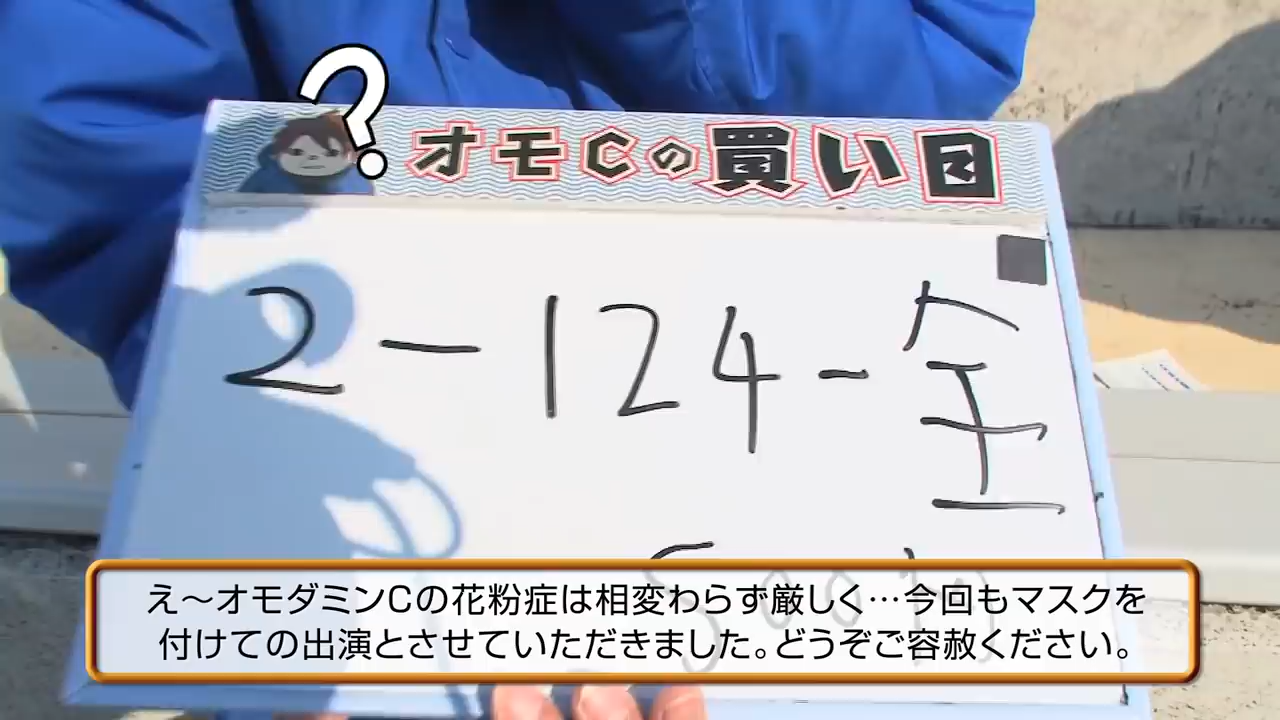 ?
オモCの買い目
2-124-全
え～オモダミンCの花粉症は相変わらず厳しく…今回もマスクを
付けての出演とさせていただきました。どうぞご容赦ください。